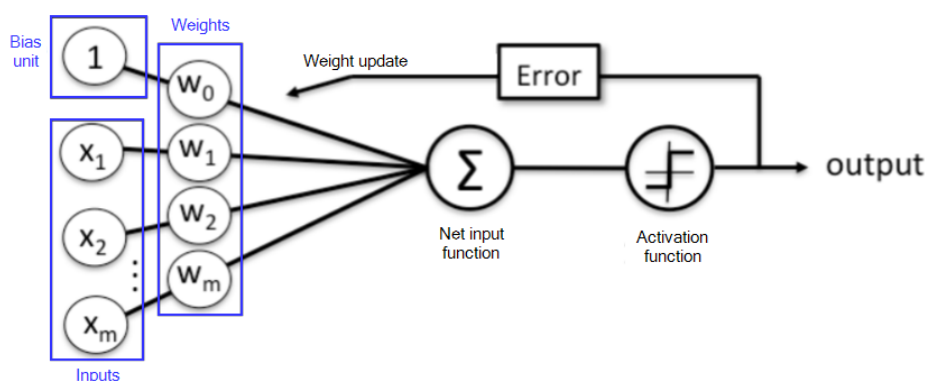 Weights
Bias
unit
1
w0
Weight update
Error
x1
w1
Σ
output
x2
w2
Net input
function
Activation
function
⋮
wm
xm
Inputs